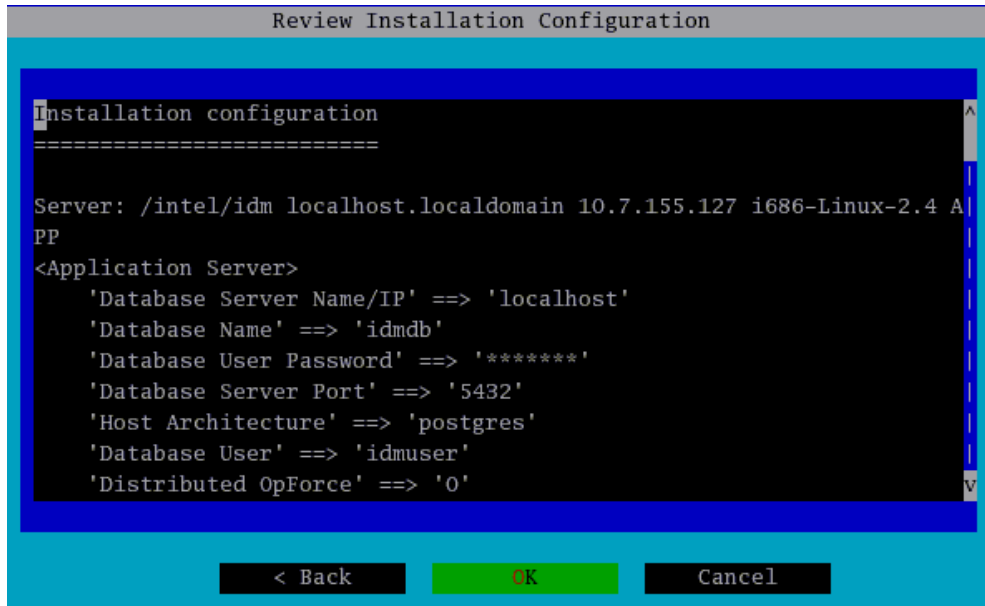 Review Installation Configuration
Installation configuration
==========================
Server: /intel/idm localhost.localdomain 10.7.155.127 i686-Linux-2.4 A
PP
<Application Server>
'Database Server Name/IP' ==> 'localhost'
'Database Name' ==> 'idmdb'
'Database User Password' ==> '*******'
'Database Server Port' ==> '5432'
'Host Architecture' ==> 'postgres'
'Database User' ==> 'idmuser'
'Distributed OpForce' ==> '0'
< Back OK Cancel